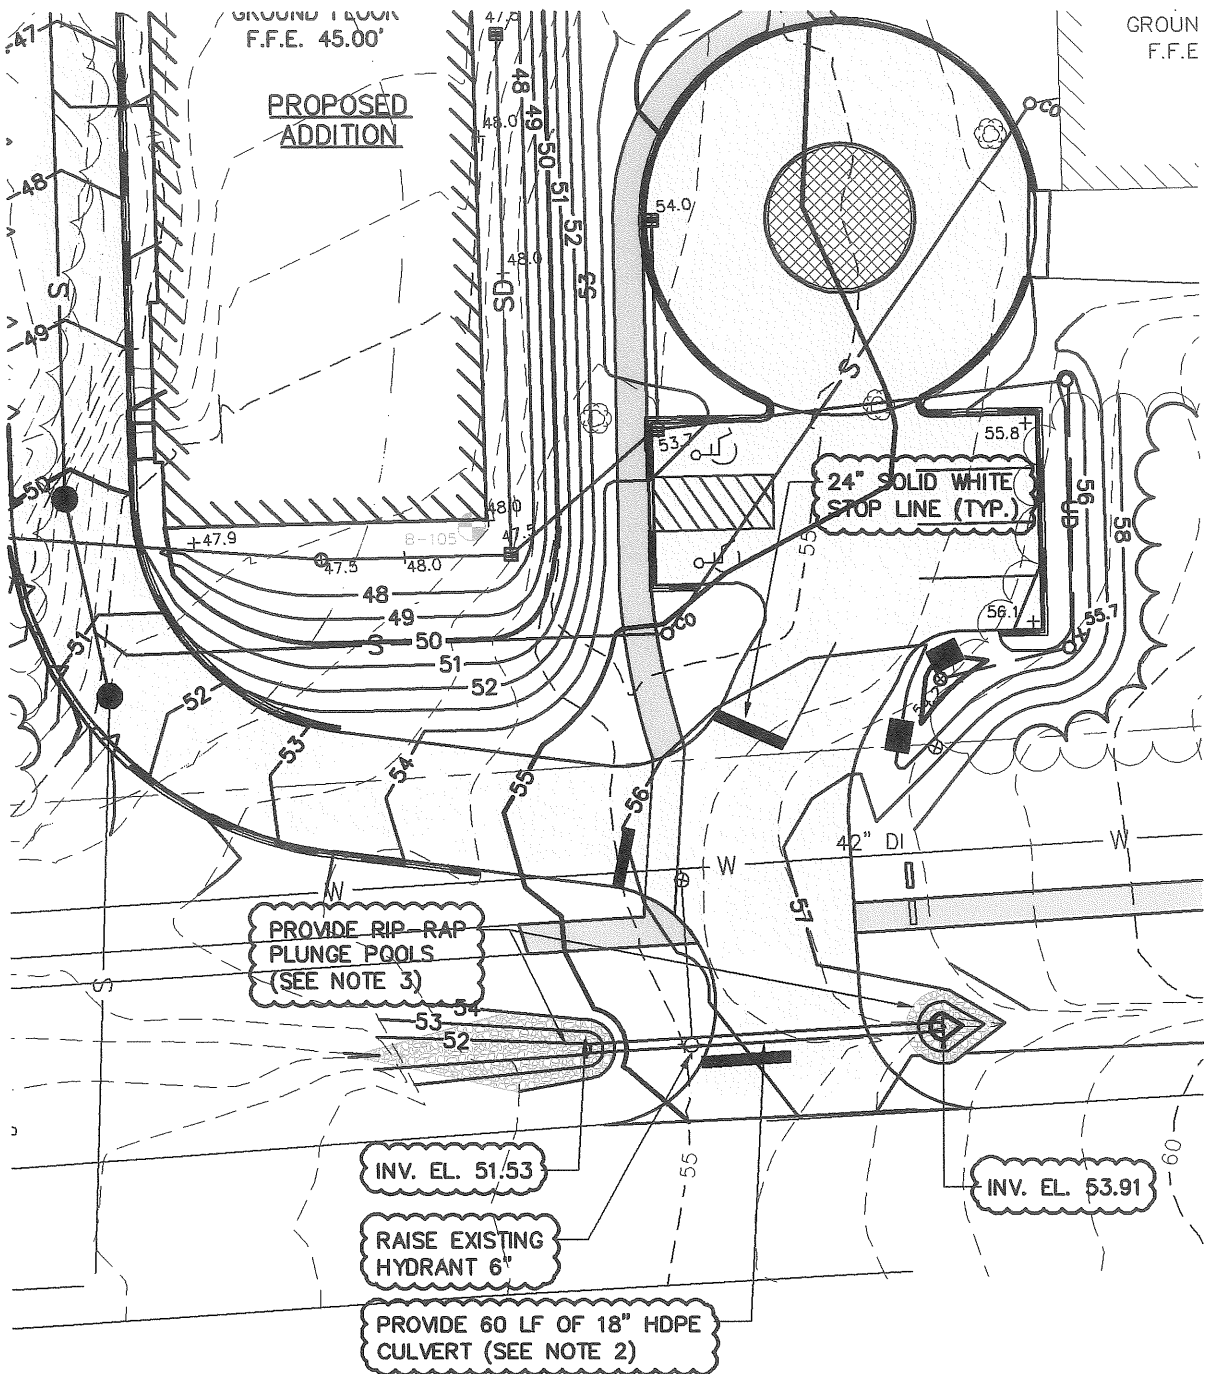 GROUND FLOOR
F.F.E. 45.00'
PROPOSED
ADDITION
GROUN
F.F.E
47
48
49
50
51
52
53
54
55
56
57
47.5
48
49
50
51
52
53
48.0
48.0
SD
S
54.0
CO
S
53.7
55.8
24" SOLID WHITE
STOP LINE (TYP.)
55
56
58
UD
48.0
47.5
B-105
47.9
47.5
48.0
48
49
50
51
52
S
CO
56.1
55.7
42" DI
W
W
W
S
PROVIDE RIP-RAP
PLUNGE POOLS
(SEE NOTE 3)
54
53
52
INV. EL. 51.53
55
60
INV. EL. 53.91
RAISE EXISTING
HYDRANT 6"
PROVIDE 60 LF OF 18" HDPE
CULVERT (SEE NOTE 2)